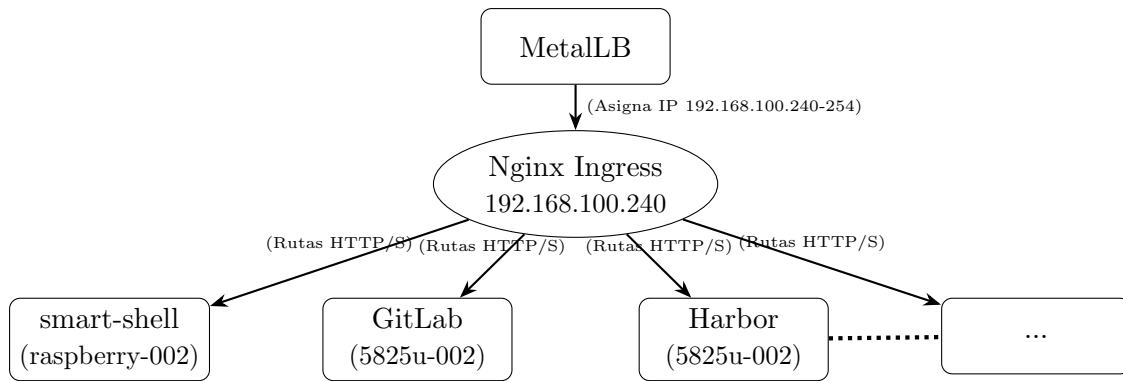 MetalLB
(Asigna IP 192.168.100.240-254)
Nginx Ingress
192.168.100.240
(Rutas HTTP/S)
(Rutas HTTP/S)
(Rutas HTTP/S)
(Rutas HTTP/S)
smart-shell
(raspberry-002)
GitLab
(5825u-002)
Harbor
(5825u-002)
...